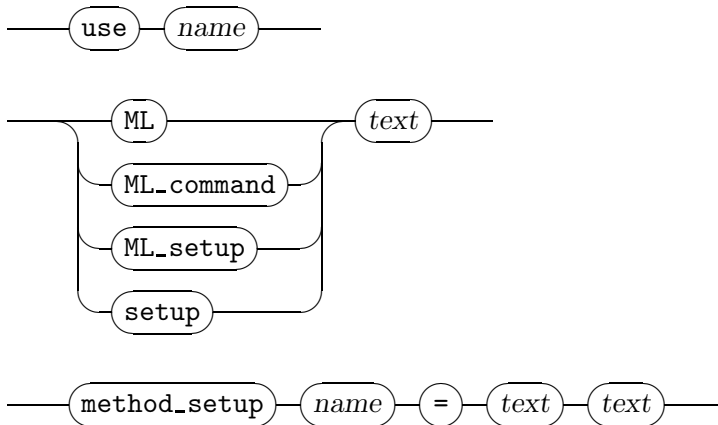 use name
ML text
ML_command
ML_setup
setup
method_setup name = text text